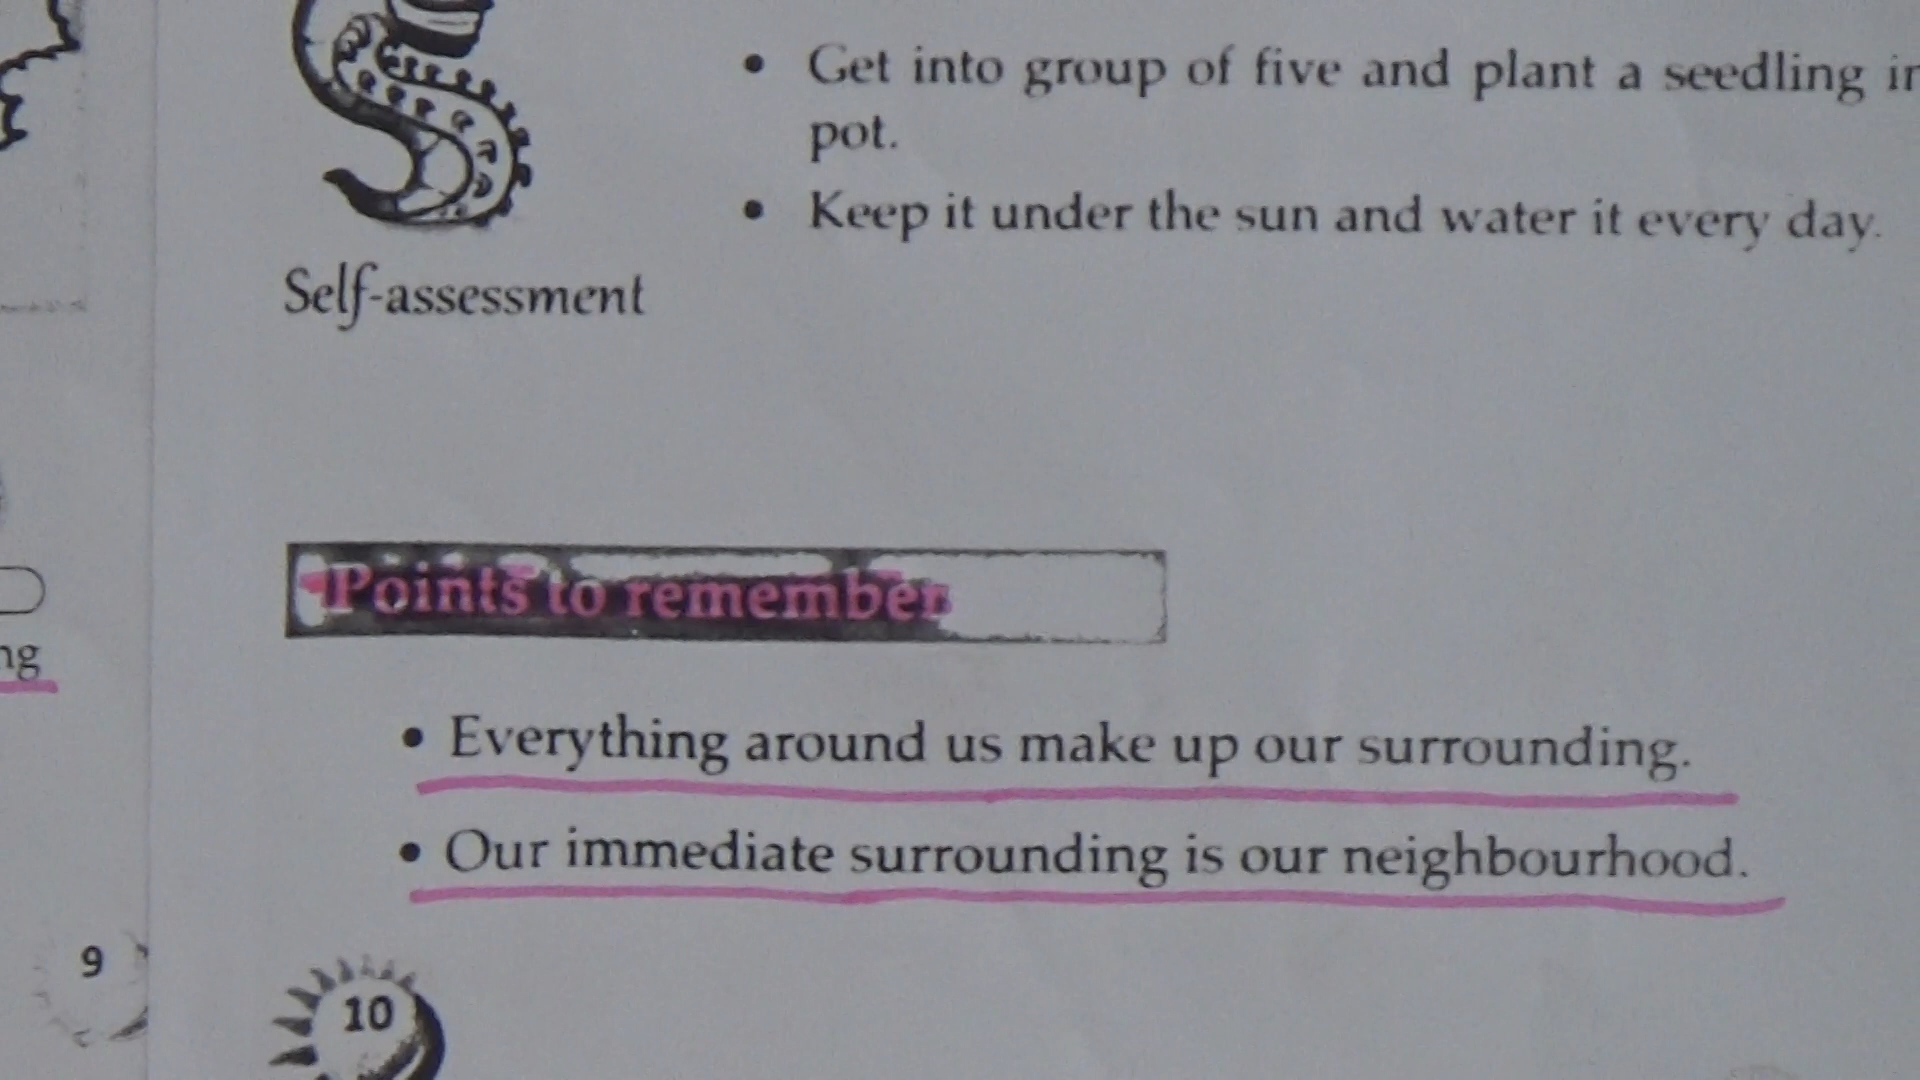 • Get into group of five and plant a seedling in
pot.
• Keep it under the sun and water it every day.
Self-assessment
Points to remember
• Everything around us make up our surrounding.
• Our immediate surrounding is our neighbourhood.
9
10